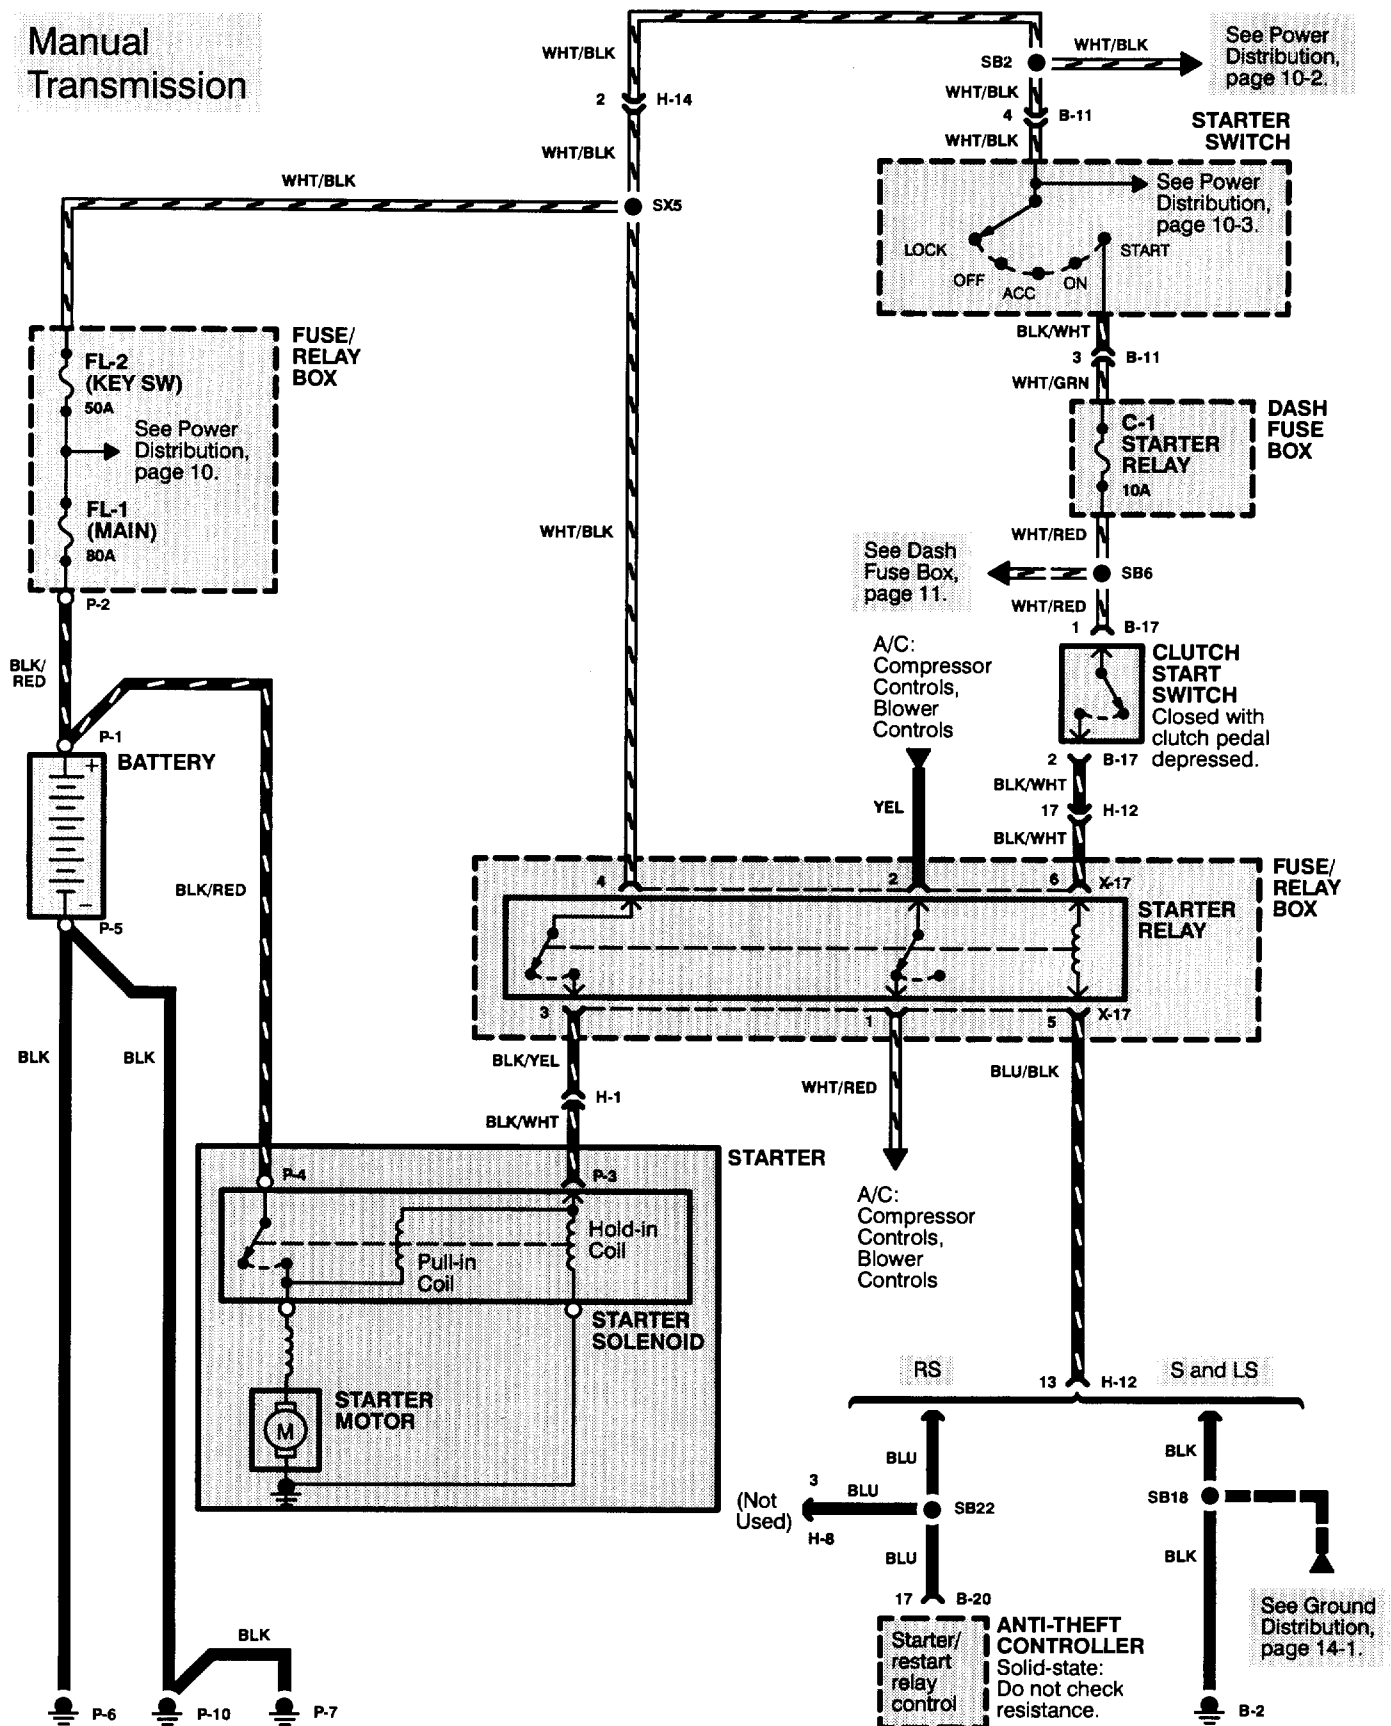 Manual
Transmission
WHT/BLK
2
H-14
WHT/BLK
WHT/BLK
SX5
SB2
WHT/BLK
See Power
Distribution,
page 10-2.
WHT/BLK
4
B-11
WHT/BLK
STARTER
SWITCH
See Power
Distribution,
page 10-3.
LOCK
OFF
ACC
ON
START
BLK/WHT
3
B-11
WHT/GRN
FUSE/
RELAY
BOX
FL-2
(KEY SW)
50A
See Power
Distribution,
page 10.
FL-1
(MAIN)
80A
P-2
DASH
FUSE
BOX
C-1
STARTER
RELAY
10A
WHT/BLK
WHT/RED
See Dash
Fuse Box,
page 11.
SB6
WHT/RED
1
B-17
CLUTCH
START
SWITCH
Closed with
clutch pedal
depressed.
2
B-17
BLK/WHT
17
H-12
BLK/WHT
A/C:
Compressor
Controls,
Blower
Controls
YEL
BLK/
RED
P-1
BATTERY
+
−
P-5
BLK/RED
BLK
BLK
FUSE/
RELAY
BOX
4
2
6
X-17
STARTER
RELAY
3
1
5
X-17
BLK/YEL
H-1
BLK/WHT
WHT/RED
BLU/BLK
A/C:
Compressor
Controls,
Blower
Controls
STARTER
P-4
P-3
Hold-in
Coil
Pull-in
Coil
STARTER
SOLENOID
STARTER
MOTOR
M
RS
13
H-12
S and LS
BLU
3
BLU
(Not
Used)
H-8
SB22
BLU
17
B-20
ANTI-THEFT
CONTROLLER
Solid-state:
Do not check
resistance.
Starter/
restart
relay
control
BLK
SB18
BLK
See Ground
Distribution,
page 14-1.
B-2
BLK
P-6
P-10
P-7